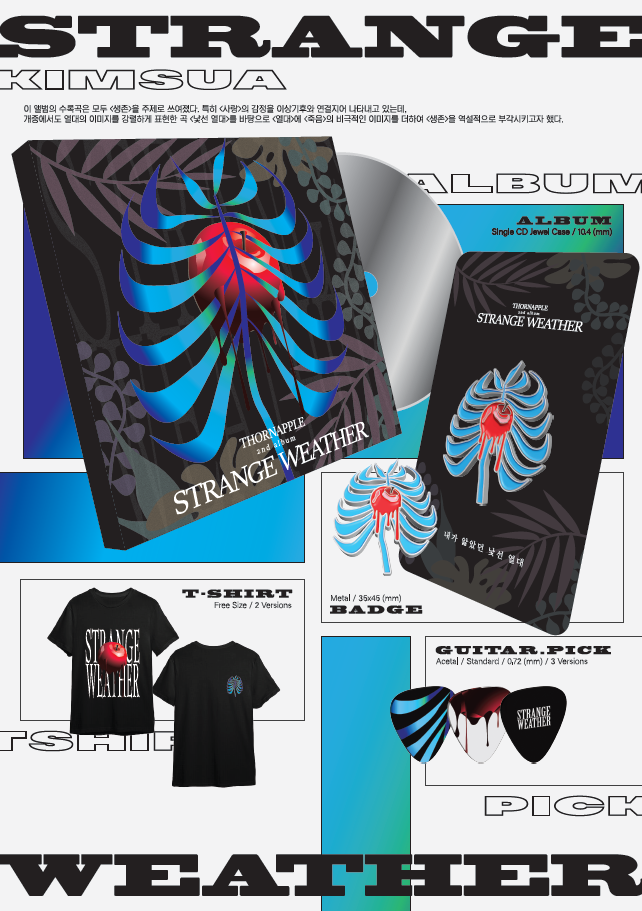 STRANGE
KIMSUA
이 앨범의 수록곡은 모두 <생존>을 주제로 쓰여졌다. 특히 <사랑>의 감정을 이상기후와 연결지어 나타내고 있는데,
개중에서도 열대의 이미지를 강렬하게 표현한 곡 <낯선 열대>를 바탕으로 <열대>에 <죽음>의 비극적인 이미지를 더하여 <생존>을 역설적으로 부각시키고자 했다.
ALBUM
ALBUM
Single CD Jewel Case / 10.4 (mm)
THORNAPPLE
2nd album
STRANGE WEATHER
THORNAPPLE
2nd album
STRANGE WEATHER
내가 앓았던 낯선 열대
Metal / 35x45 (mm)
BADGE
T-SHIRT
Free Size / 2 Versions
STRANGE
WEATHER
TSHIR
GUITAR.PICK
Acetal / Standard / 0,72 (mm) / 3 Versions
STRANGE
WEATHER
PICK
WEATHER